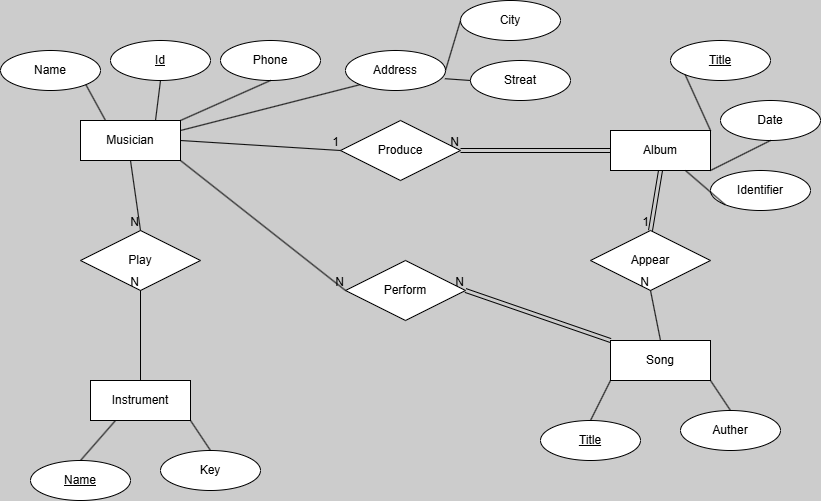 City
Name
Id
Phone
Address
Streat
Title
Date
Musician
1
Produce
N
Album
Identifier
N
Play
N
1
Appear
N
N
Perform
N
Song
Instrument
Name
Key
Title
Auther